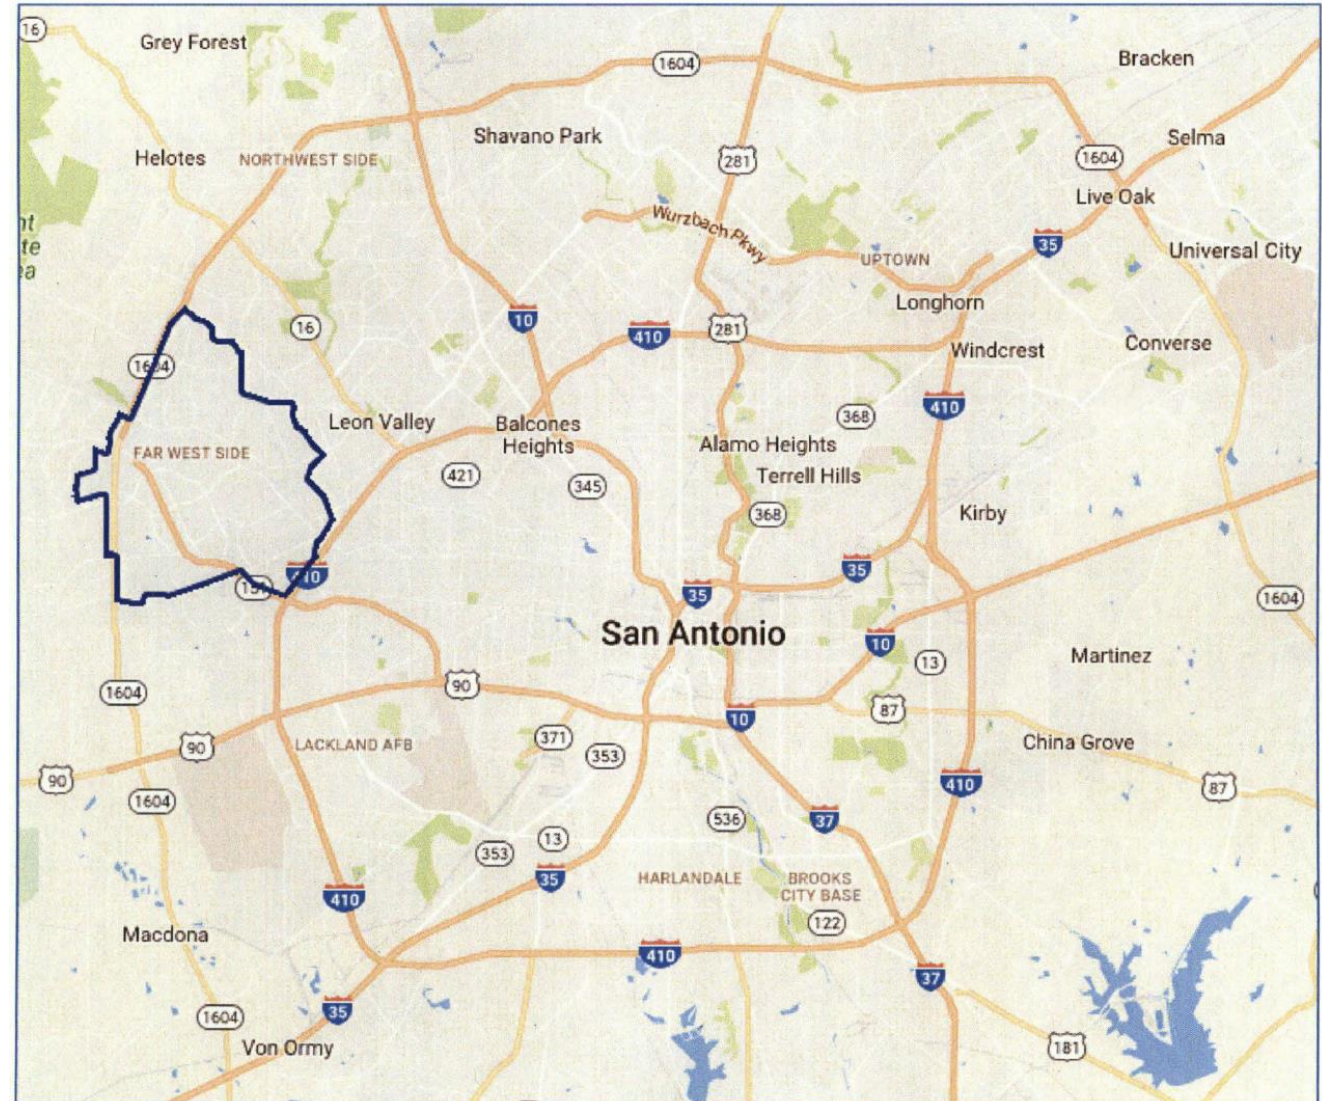 16
Grey Forest
1604
Bracken
Shavano Park
Selma
Helotes
NORTHWEST SIDE
281
1604
Live Oak
Wurzbach Pkwy
35
Universal City
UPTOWN
Longhorn
16
10
410
281
Windcrest
Converse
1604
410
Leon Valley
Balcones
Heights
368
Alamo Heights
FAR WEST SIDE
421
345
Terrell Hills
368
Kirby
410
35
35
1604
San Antonio
10
13
Martinez
1604
90
10
87
371
353
China Grove
90
LACKLAND AFB
90
1604
410
87
536
37
13
353
35
HARLANDALE
BROOKS
CITY BASE
410
122
Macdona
410
37
35
1604
Von Ormy
181